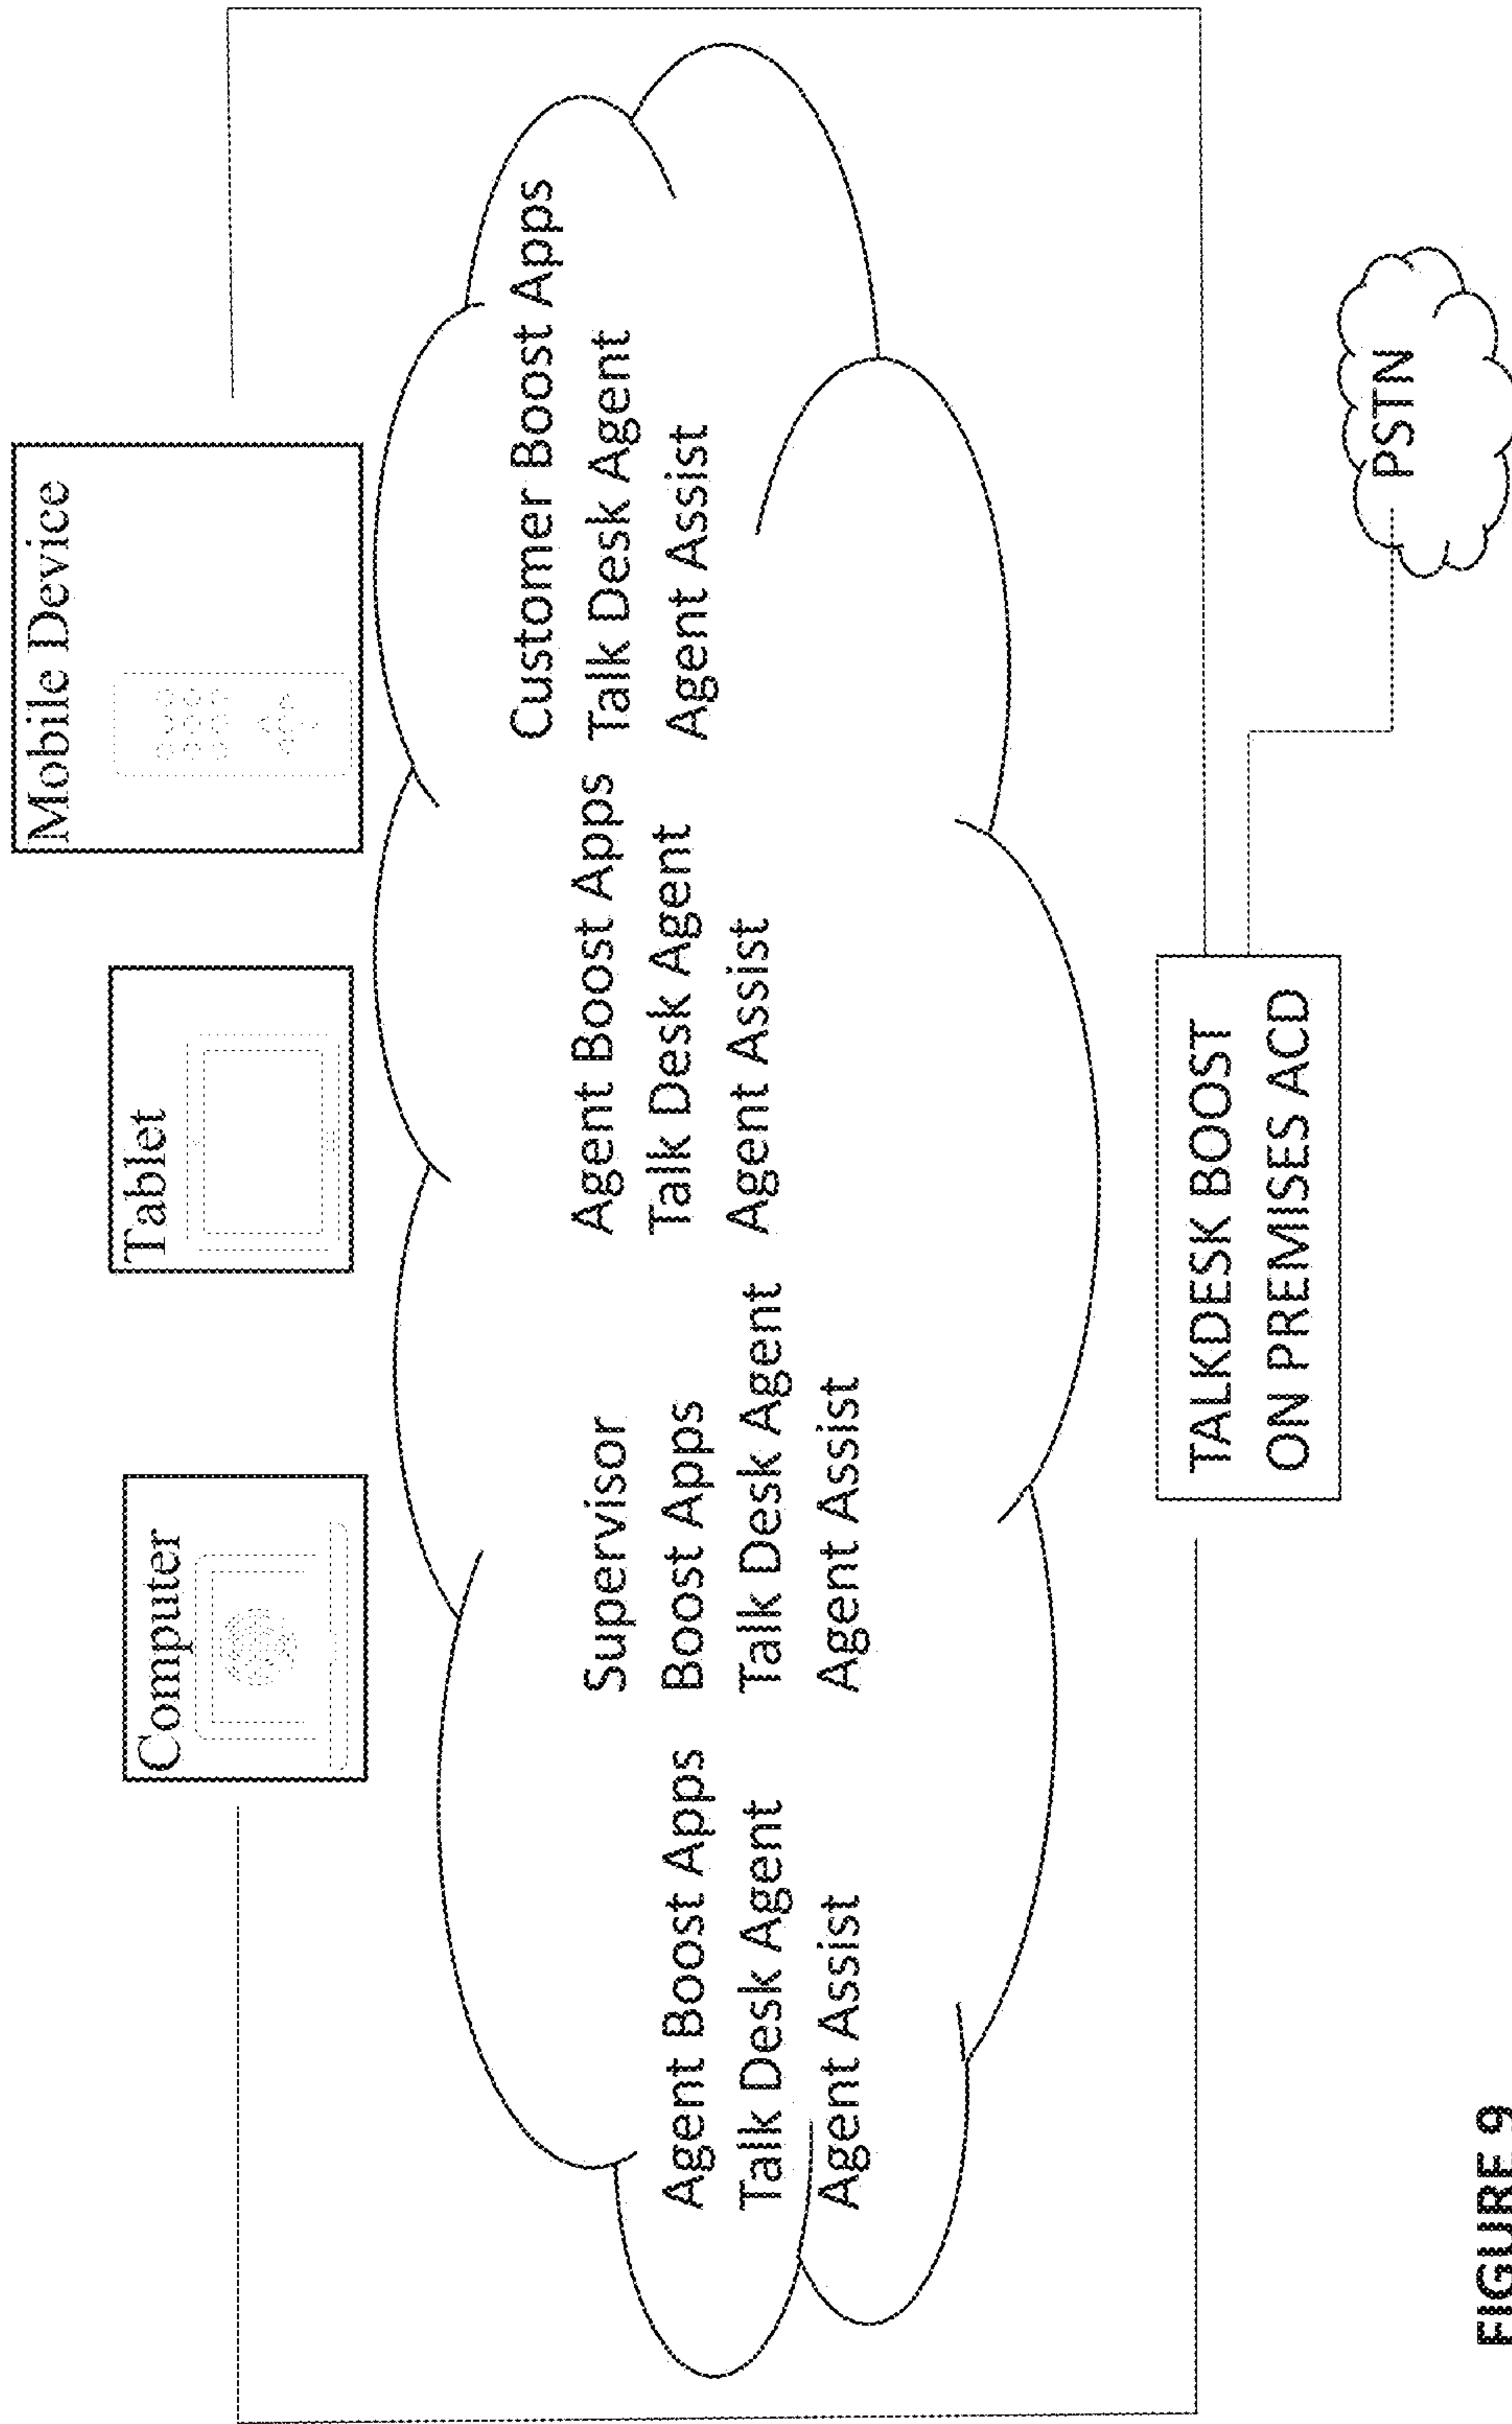 Computer
Tablet
Mobile Device
Agent Boost Apps
Talk Desk Agent
Agent Assist
Supervisor
Boost Apps
Talk Desk Agent
Agent Assist
Agent Boost Apps
Talk Desk Agent
Agent Assist
Customer Boost Apps
Talk Desk Agent
Agent Assist
TALKDESK BOOST
ON PREMISES ACD
PSTN
FIGURE 9